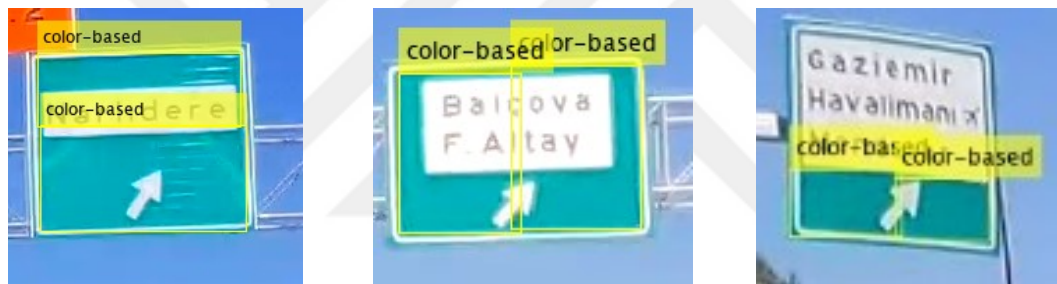 color-based
color-based
color-based
color-based
Balçova
F. Altay
Gaziemir
Havalimanı
color-based
color-based